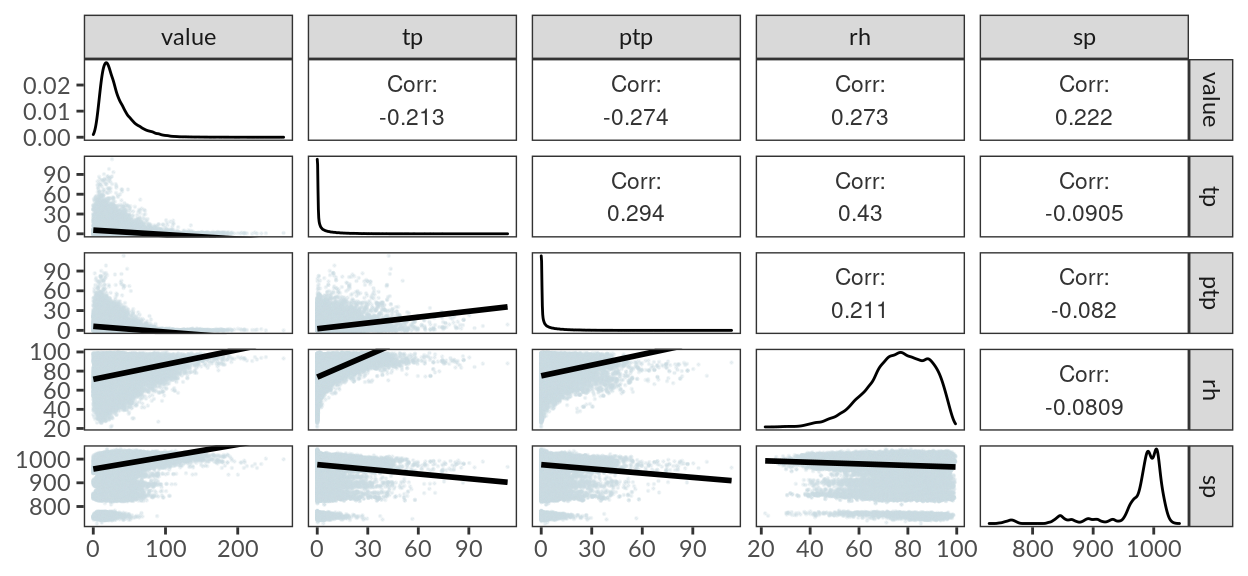 value tp ptp rh sp
0.02
0.01
0.00
Corr:
-0.213
Corr:
-0.274
Corr:
0.273
Corr:
0.222
value
90
60
30
0
Corr:
0.294
Corr:
0.43
Corr:
-0.0905
tp
90
60
30
0
Corr:
0.211
Corr:
-0.082
ptp
100
80
60
40
20
Corr:
-0.0809
rh
1000
900
800
sp
0 100 200 0 30 60 90 0 30 60 90 20 40 60 80 100 800 900 1000